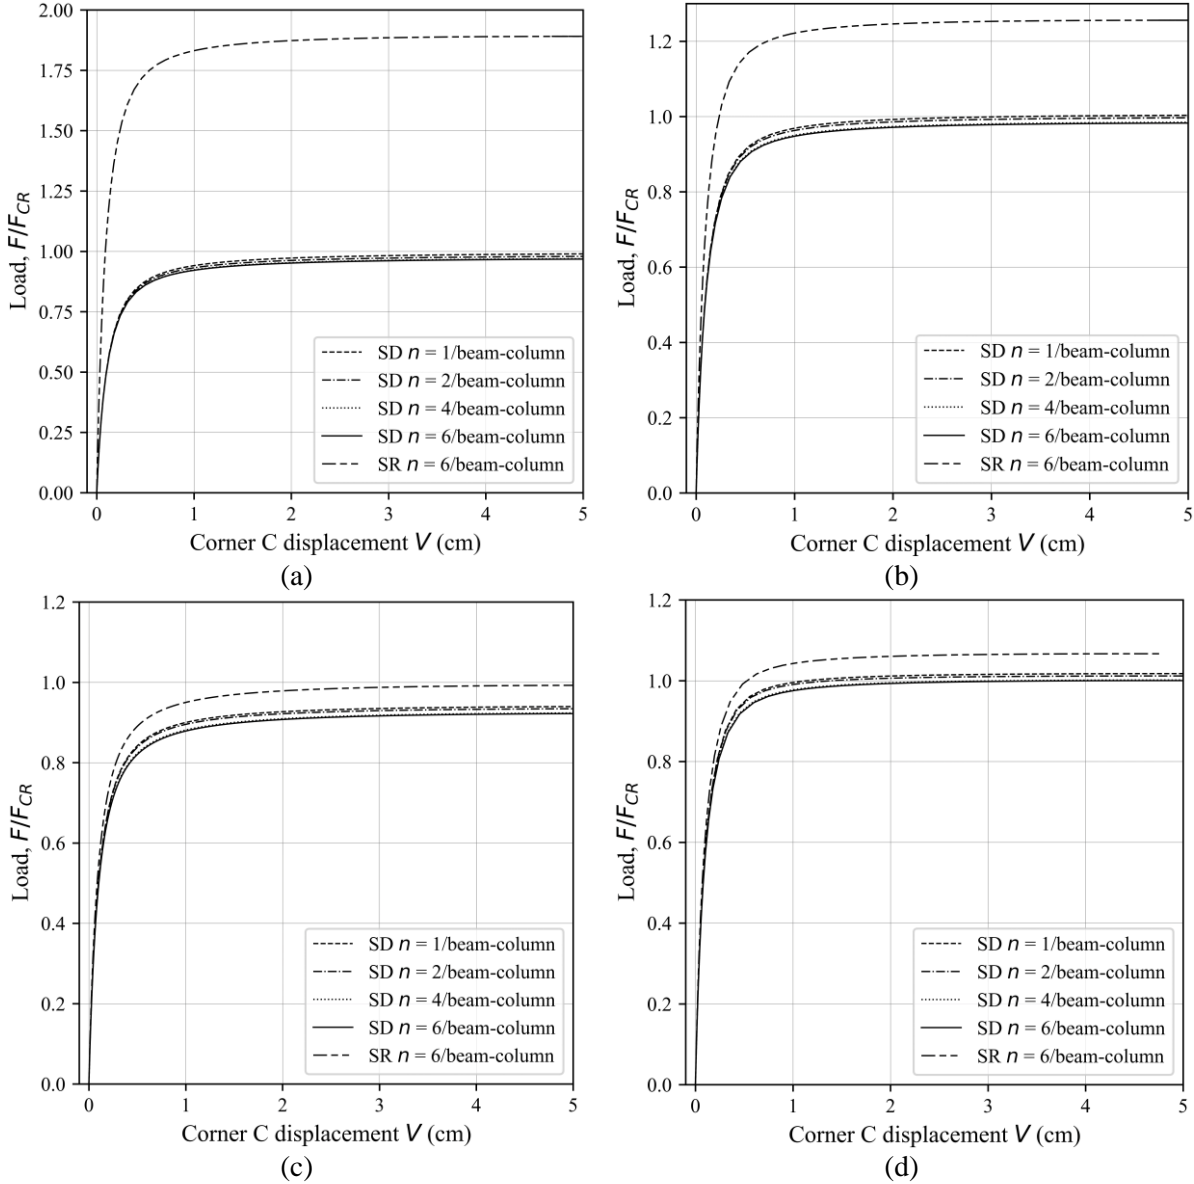 2.00
1.75
1.50
1.25
1.00
0.75
0.50
0.25
0.00
Load, F/F_CR
SD n = 1/beam-column
SD n = 2/beam-column
SD n = 4/beam-column
SD n = 6/beam-column
SR n = 6/beam-column
0 1 2 3 4 5
Corner C displacement V (cm)
(a)
1.2
1.0
0.8
0.6
0.4
0.2
0.0
Load, F/F_CR
SD n = 1/beam-column
SD n = 2/beam-column
SD n = 4/beam-column
SD n = 6/beam-column
SR n = 6/beam-column
0 1 2 3 4 5
Corner C displacement V (cm)
(b)
1.2
1.0
0.8
0.6
0.4
0.2
0.0
Load, F/F_CR
SD n = 1/beam-column
SD n = 2/beam-column
SD n = 4/beam-column
SD n = 6/beam-column
SR n = 6/beam-column
0 1 2 3 4 5
Corner C displacement V (cm)
(c)
1.2
1.0
0.8
0.6
0.4
0.2
0.0
Load, F/F_CR
SD n = 1/beam-column
SD n = 2/beam-column
SD n = 4/beam-column
SD n = 6/beam-column
SR n = 6/beam-column
0 1 2 3 4 5
Corner C displacement V (cm)
(d)